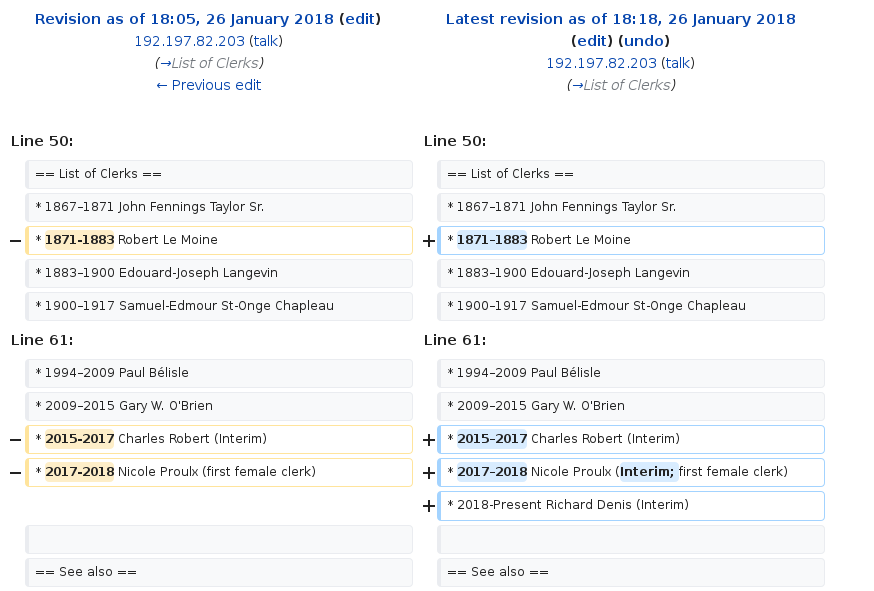 Revision as of 18:05, 26 January 2018 (edit)
192.197.82.203 (talk)
(→List of Clerks)
← Previous edit
Latest revision as of 18:18, 26 January 2018
(edit) (undo)
192.197.82.203 (talk)
(→List of Clerks)
Line 50:
Line 50:
== List of Clerks ==
== List of Clerks ==
* 1867–1871 John Fennings Taylor Sr.
* 1867–1871 John Fennings Taylor Sr.
− * 1871-1883 Robert Le Moine
+ * 1871–1883 Robert Le Moine
* 1883–1900 Edouard-Joseph Langevin
* 1883–1900 Edouard-Joseph Langevin
* 1900–1917 Samuel-Edmour St-Onge Chapleau
* 1900–1917 Samuel-Edmour St-Onge Chapleau
Line 61:
Line 61:
* 1994–2009 Paul Bélisle
* 1994–2009 Paul Bélisle
* 2009–2015 Gary W. O'Brien
* 2009–2015 Gary W. O'Brien
− * 2015-2017 Charles Robert (Interim)
+ * 2015–2017 Charles Robert (Interim)
− * 2017-2018 Nicole Proulx (first female clerk)
+ * 2017–2018 Nicole Proulx (Interim; first female clerk)
+ * 2018-Present Richard Denis (Interim)
== See also ==
== See also ==